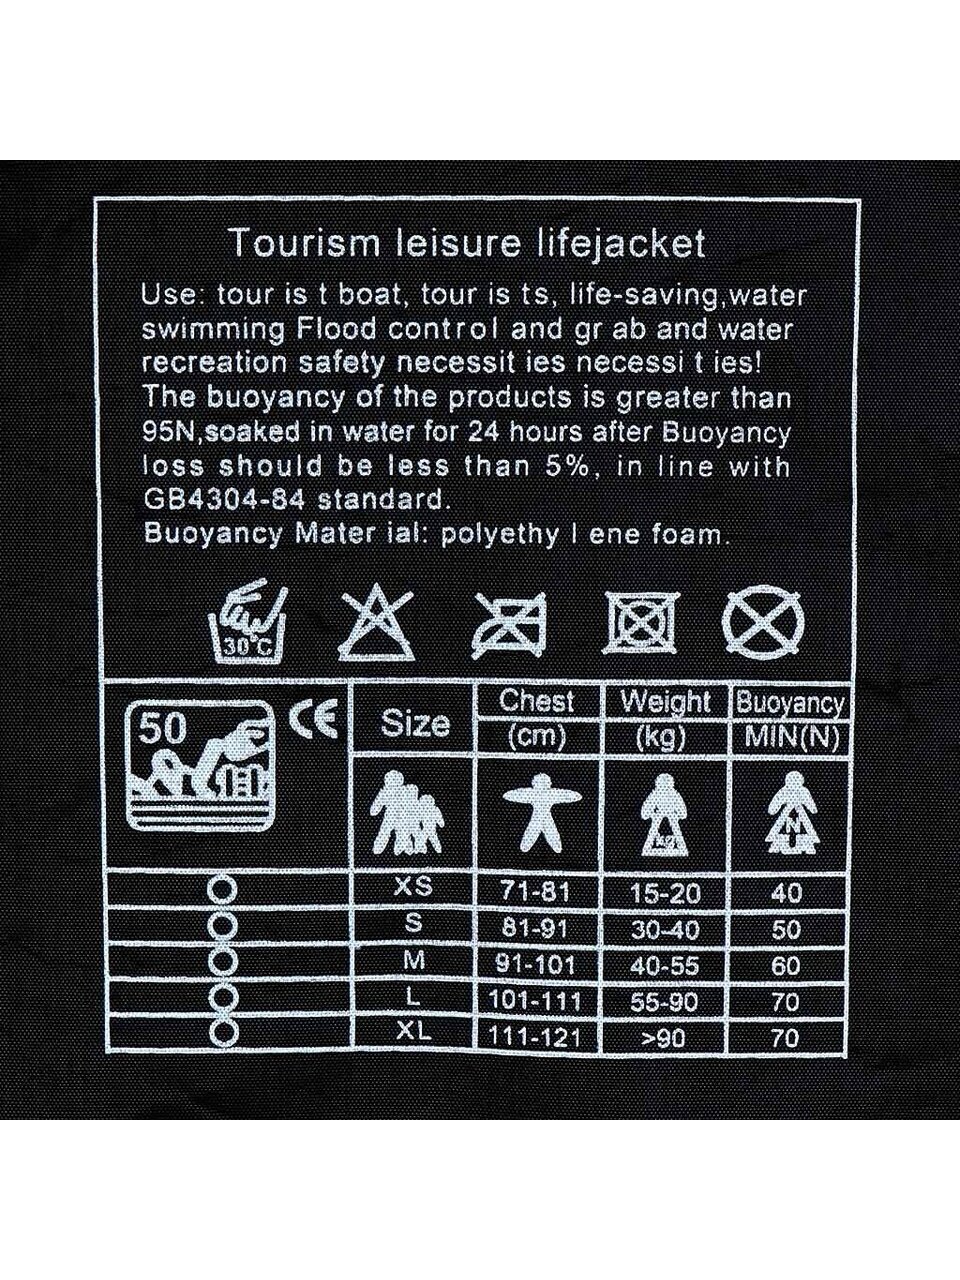 Tourism leisure lifejacket
Use: tour is t boat, tour is ts, life-saving,water
swimming Flood control and gr ab and water
recreation safety necessit ies necessi t ies!
The buoyancy of the products is greater than
95N,soaked in water for 24 hours after Buoyancy
loss should be less than 5%, in line with
GB4304-84 standard.
Buoyancy Mater ial: polyethy l ene foam.
30°C
50 CE Size Chest (cm) Weight (kg) Buoyancy MIN(N)
kg N
XS 71-81 15-20 40
S 81-91 30-40 50
M 91-101 40-55 60
L 101-111 55-90 70
XL 111-121 >90 70